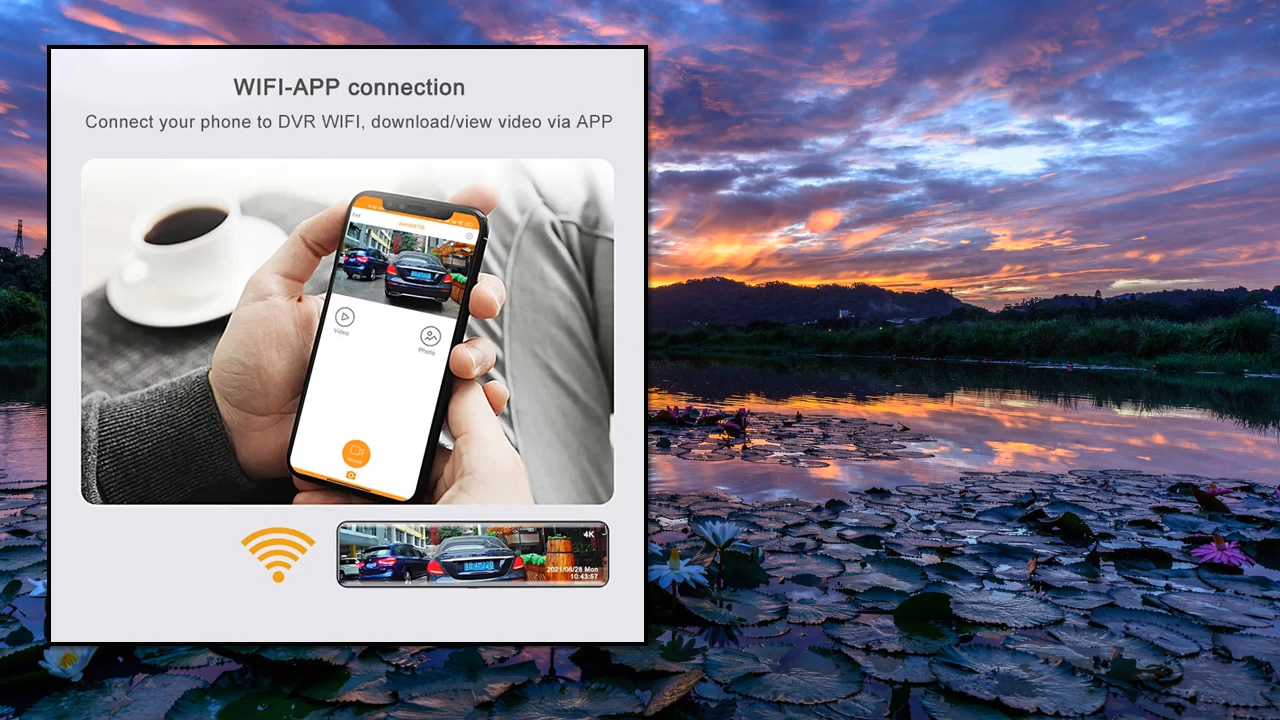 WIFI-APP connection
Connect your phone to DVR WIFI, download/view video via APP
Exit
Video
Photo
4K
2021/06/28 Mon
10:43:57